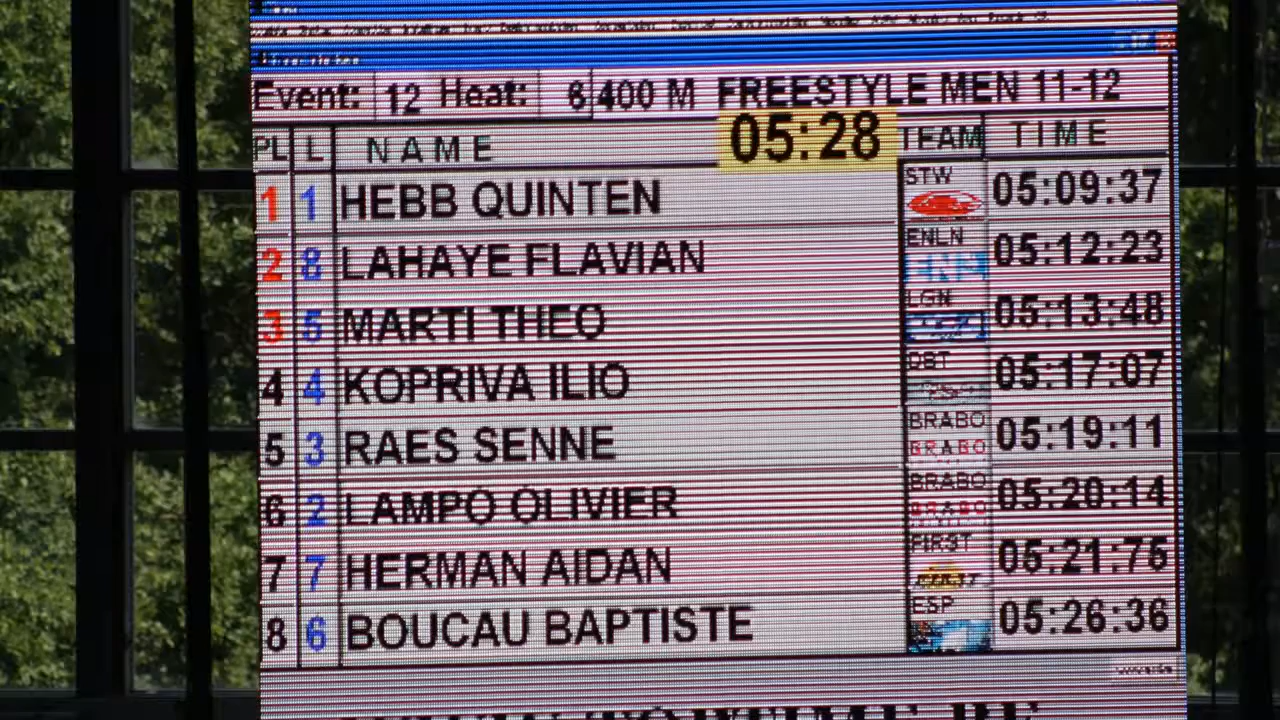 Event: 12 Heat: 6 400 M FREESTYLE MEN 11-12
PL L NAME 05:28 TEAM TIME
1 1 HEBB QUINTEN STW 05:09:37
2 8 LAHAYE FLAVIAN ENLN 05:12:23
3 5 MARTI THEO LGN 05:13:48
4 4 KOPRIVA ILIO DBT 05:17:07
5 3 RAES SENNE BRABO BRABO 05:19:11
6 2 LAMPO OLIVIER BRABO BRABO 05:20:14
7 7 HERMAN AIDAN FIRST 05:21:76
8 6 BOUCAU BAPTISTE ESP 05:26:36